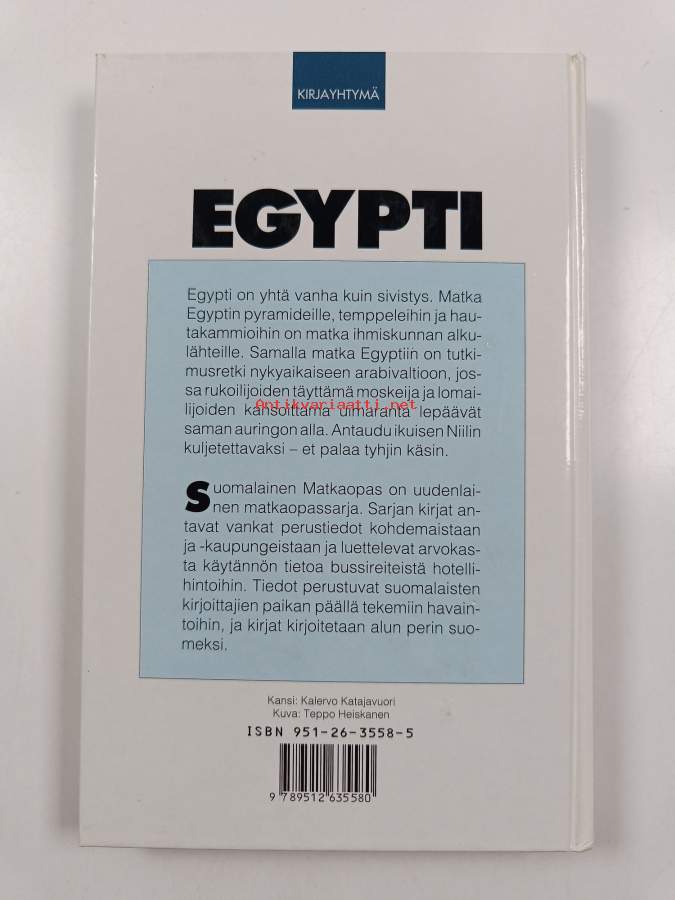 KIRJAYHTYMÄ
EGYPTI
Egypti on yhtä vanha kuin sivistys. Matka
Egyptin pyramideille, temppeleihin ja hau-
takammioihin on matka ihmiskunnan alku-
lähteille. Samalla matka Egyptiin on tutki-
musretki nykyaikaiseen arabivaltioon, jos-
sa rukoilijoiden täyttämä moskeija ja lomai-
Antikvariaatti.net
lijoiden kansoittama uimaranta lepäävät
saman auringon alla. Antaudu ikuisen Niilin
kuljetettavaksi – et palaa tyhjin käsin.
Suomalainen Matkaopas on uudenlai-
nen matkaopassarja. Sarjan kirjat an-
tavat vankat perustiedot kohdemaistaan
ja -kaupungeistaan ja luettelevat arvokas-
ta käytännön tietoa bussireiteistä hotelli-
hintoihin. Tiedot perustuvat suomalaisten
kirjoittajien paikan päällä tekemiin havain-
toihin, ja kirjat kirjoitetaan alun perin suo-
meksi.
Kansi: Kalervo Katajavuori
Kuva: Teppo Heiskanen
ISBN 951-26-3558-5
9 789512 635580